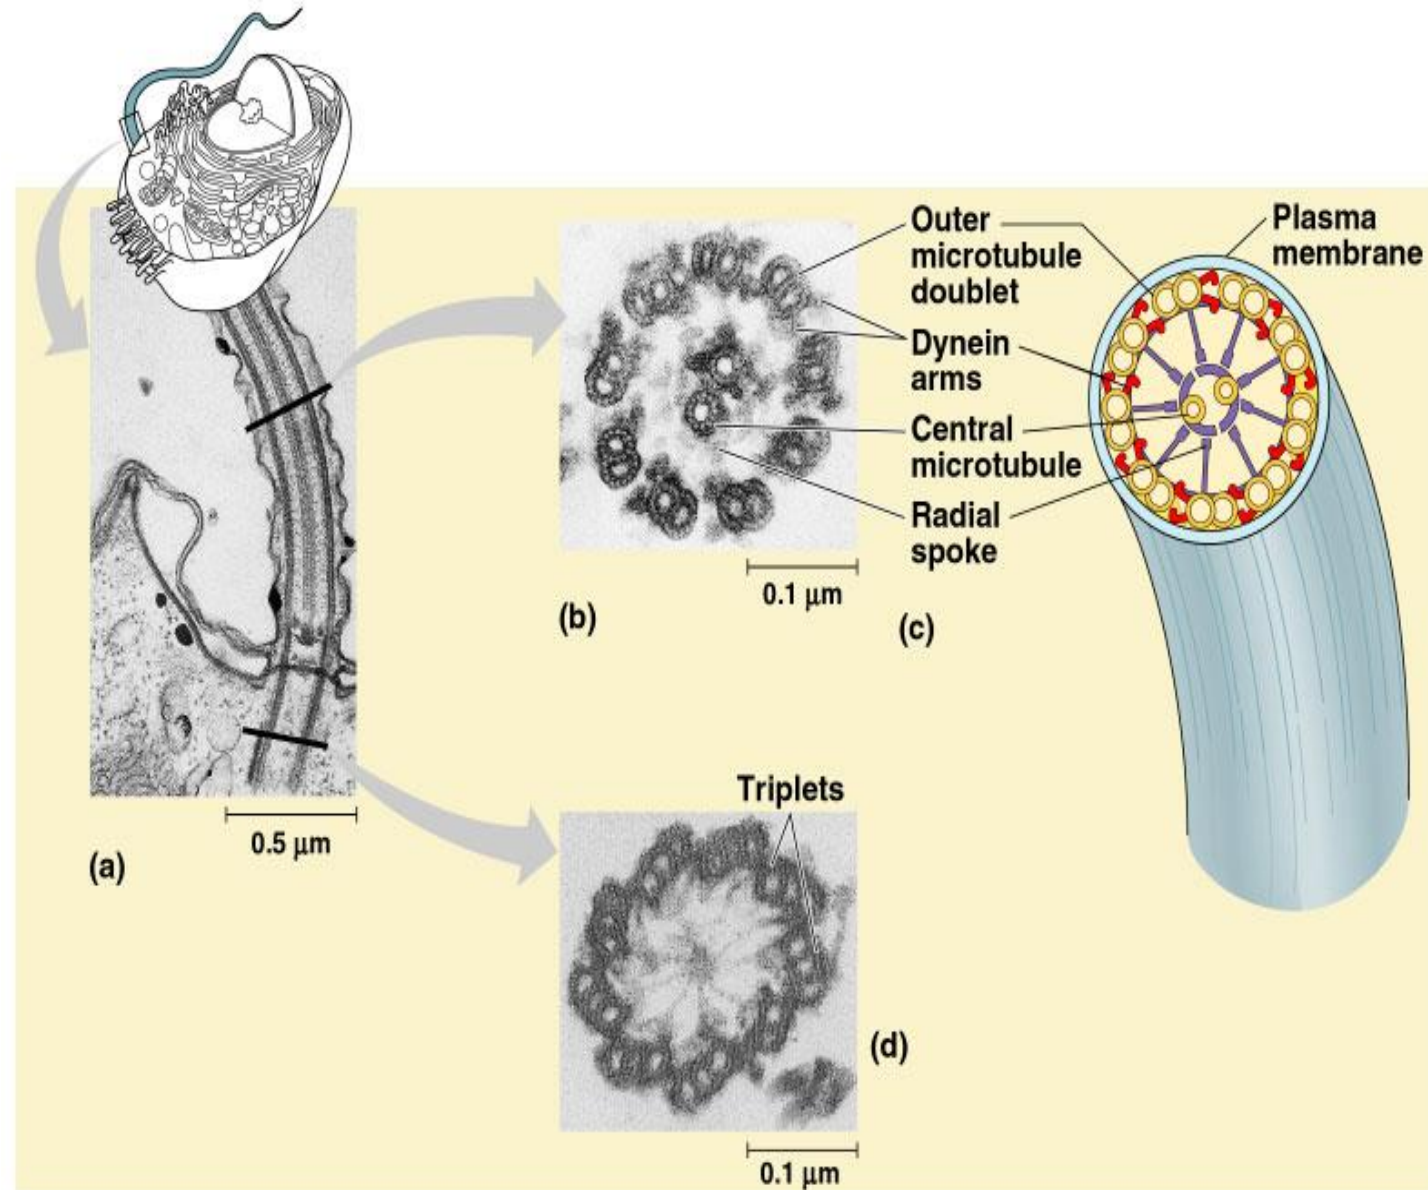 Outer
microtubule
doublet
Plasma
membrane
Dynein
arms
Central
microtubule
Radial
spoke
0.1 μm
(b)
(c)
Triplets
0.5 μm
(a)
(d)
0.1 μm